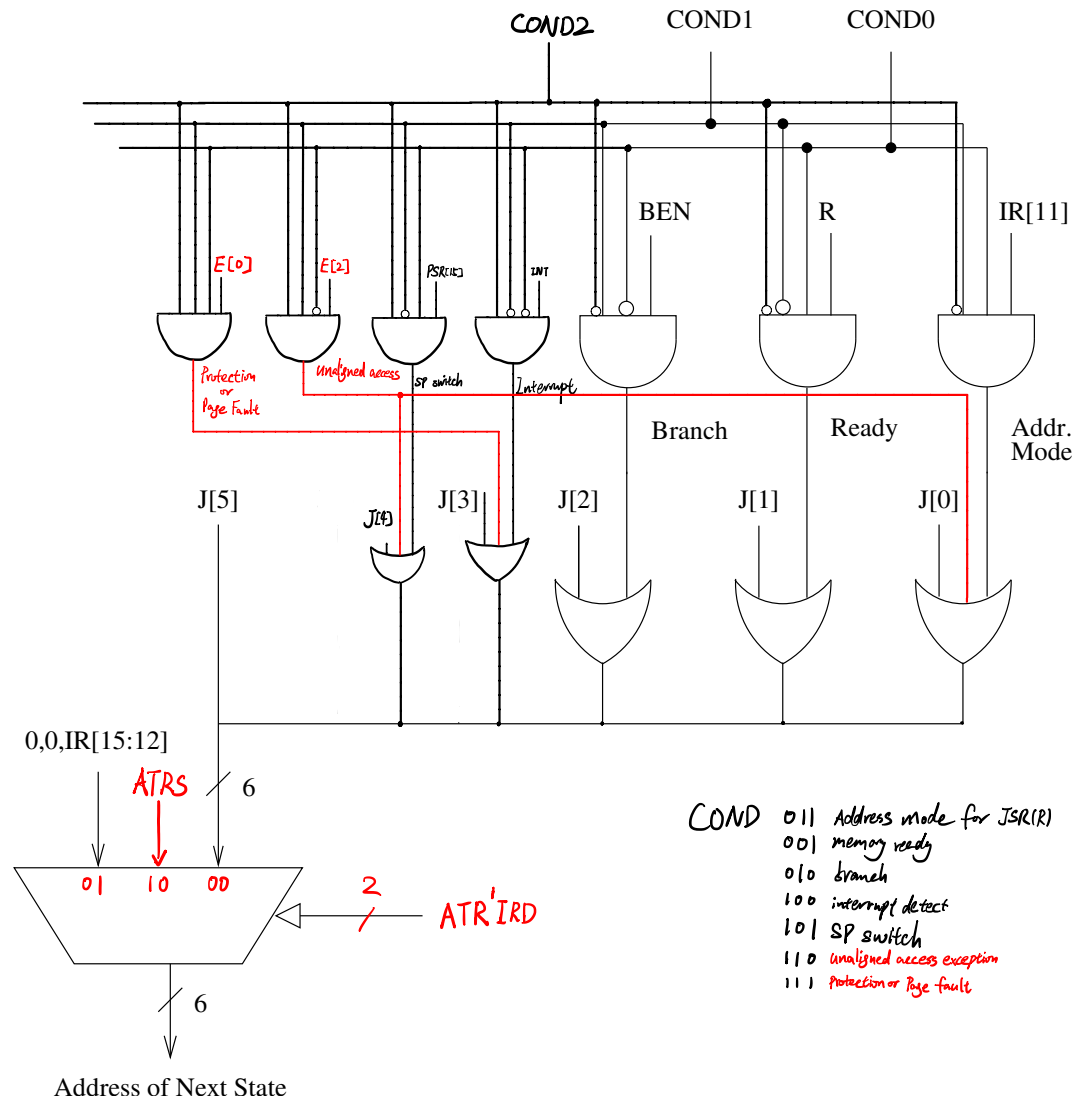 COND2 COND1 COND0
BEN R IR[11]
E[0] E[2] PSR[15] INT
Protection
or
Page Fault
Unaligned access
SP switch
Interrupt
Branch Ready Addr.
Mode
J[5] J[4] J[3] J[2] J[1] J[0]
0,0,IR[15:12]
ATRS
6
01 10 00
2
ATR'IRD
6
Address of Next State
COND 011 Address mode for JSR(R)
001 memory ready
010 branch
100 interrupt detect
101 SP switch
110 unaligned access exception
111 Protection or Page fault